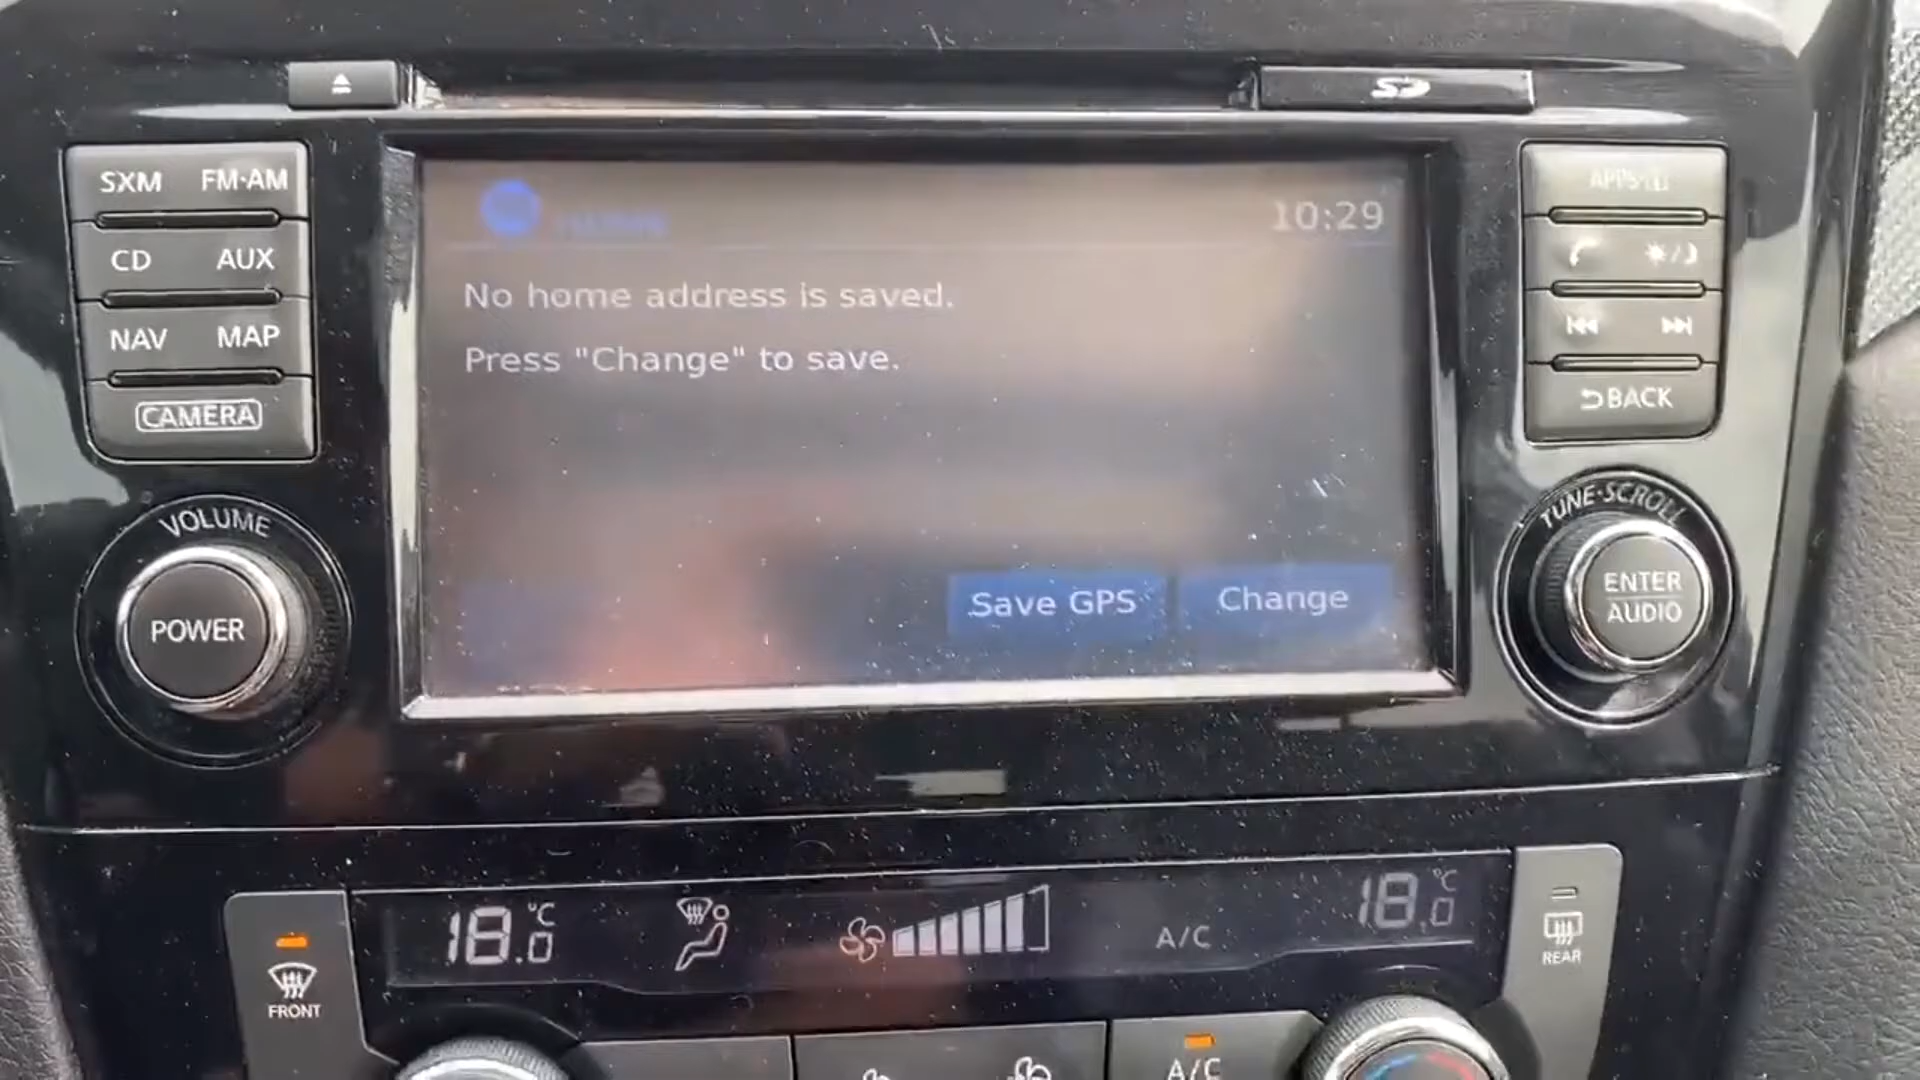 SD
SXM FM·AM
CD AUX
NAV MAP
CAMERA
VOLUME
POWER
10:29
No home address is saved.
Press "Change" to save.
Save GPS Change
BACK
TUNE·SCROLL
ENTER
AUDIO
18.0°C A/C 18.0°C
FRONT
REAR
A/C